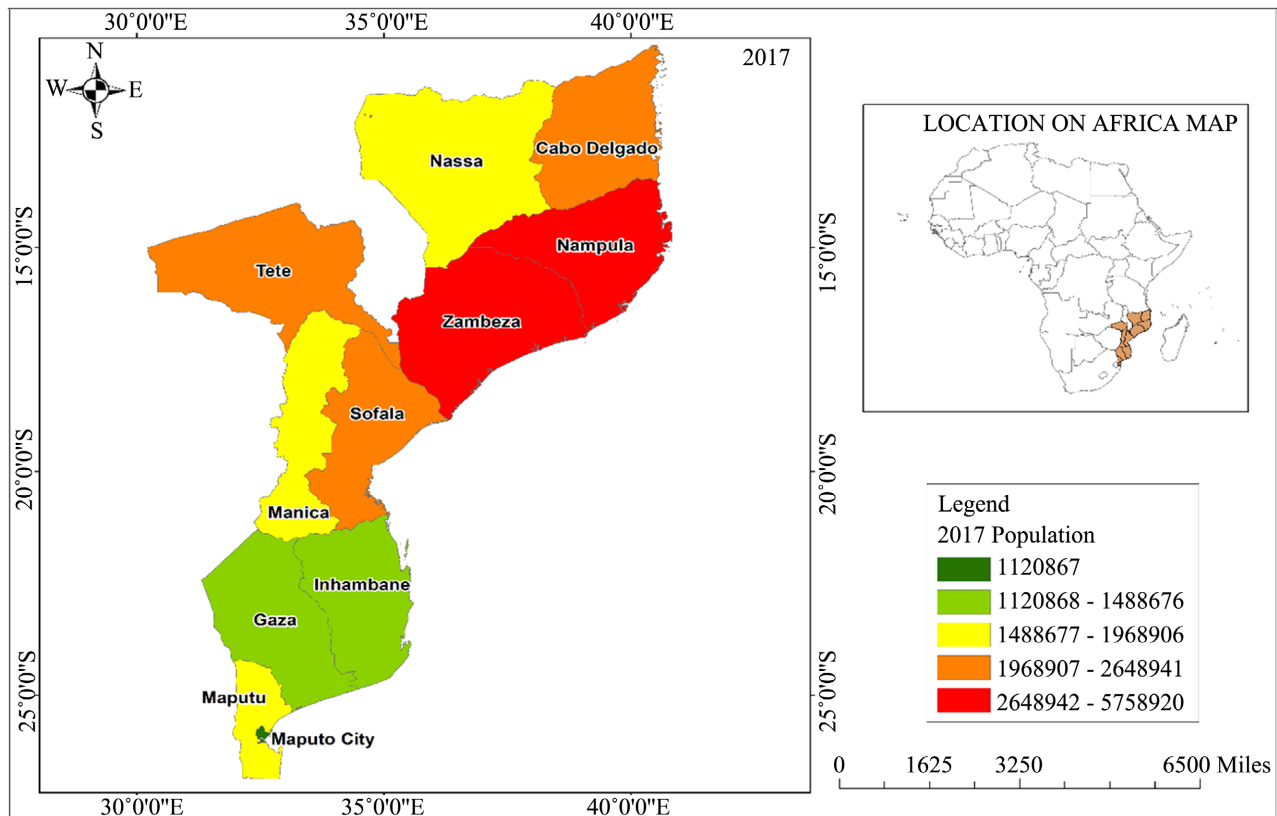 30°0'0"E 35°0'0"E 40°0'0"E
2017
N
W E
S
LOCATION ON AFRICA MAP
Cabo Delgado
Nassa
Nampula
15°0'0"S
15°0'0"S
Tete
Zambeza
Sofala
20°0'0"S
20°0'0"S
Manica
Inhambane
Gaza
Maputu
25°0'0"S
25°0'0"S
Maputo City
Legend
2017 Population
1120867
1120868 - 1488676
1488677 - 1968906
1968907 - 2648941
2648942 - 5758920
0 1625 3250 6500 Miles
30°0'0"E 35°0'0"E 40°0'0"E